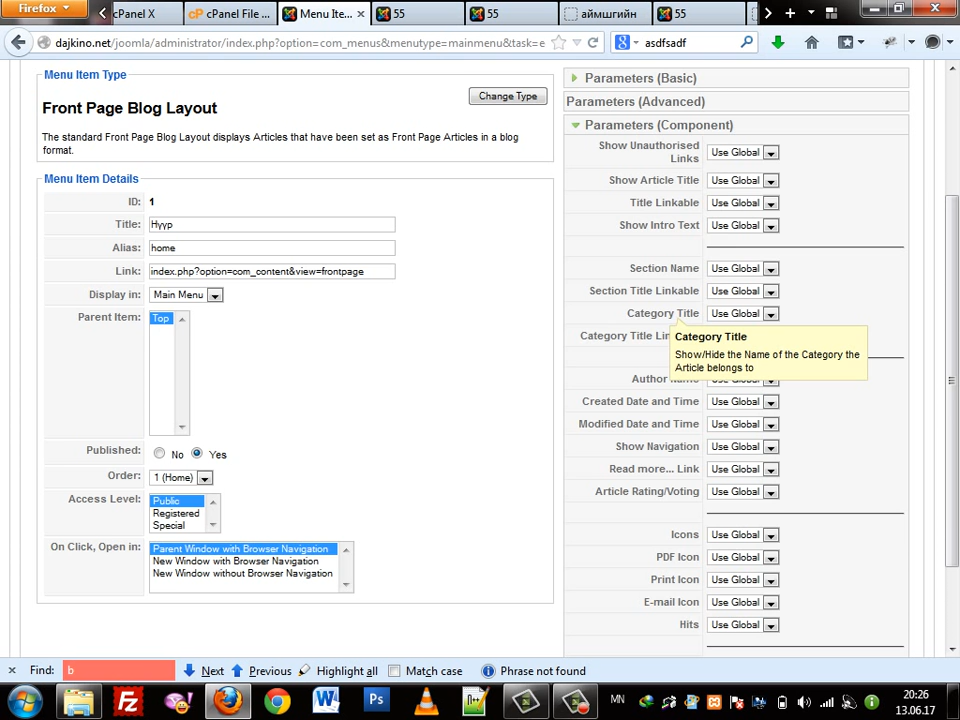 Firefox
cPanel X
cPanel File ...
Menu Ite...
55
55
аймшгийн
55
dajkino.net/joomla/administrator/index.php?option=com_menus&menutype=mainmenu&task=e
asdfsadf
Menu Item Type
Front Page Blog Layout
Change Type
The standard Front Page Blog Layout displays Articles that have been set as Front Page Articles in a blog
format.
Menu Item Details
ID: 1
Title: Нүүр
Alias: home
Link: index.php?option=com_content&view=frontpage
Display in: Main Menu
Parent Item: Top
Published: No Yes
Order: 1 (Home)
Access Level: Public
Registered
Special
On Click, Open in: Parent Window with Browser Navigation
New Window with Browser Navigation
New Window without Browser Navigation
Parameters (Basic)
Parameters (Advanced)
Parameters (Component)
Show Unauthorised
Links Use Global
Show Article Title Use Global
Title Linkable Use Global
Show Intro Text Use Global
Section Name Use Global
Section Title Linkable Use Global
Category Title Use Global
Category Title Lin
Category Title
Show/Hide the Name of the Category the
Article belongs to
Author Name Use Global
Created Date and Time Use Global
Modified Date and Time Use Global
Show Navigation Use Global
Read more... Link Use Global
Article Rating/Voting Use Global
Icons Use Global
PDF Icon Use Global
Print Icon Use Global
E-mail Icon Use Global
Hits Use Global
Find: b Next Previous Highlight all Match case Phrase not found
MN
20:26
13.06.17